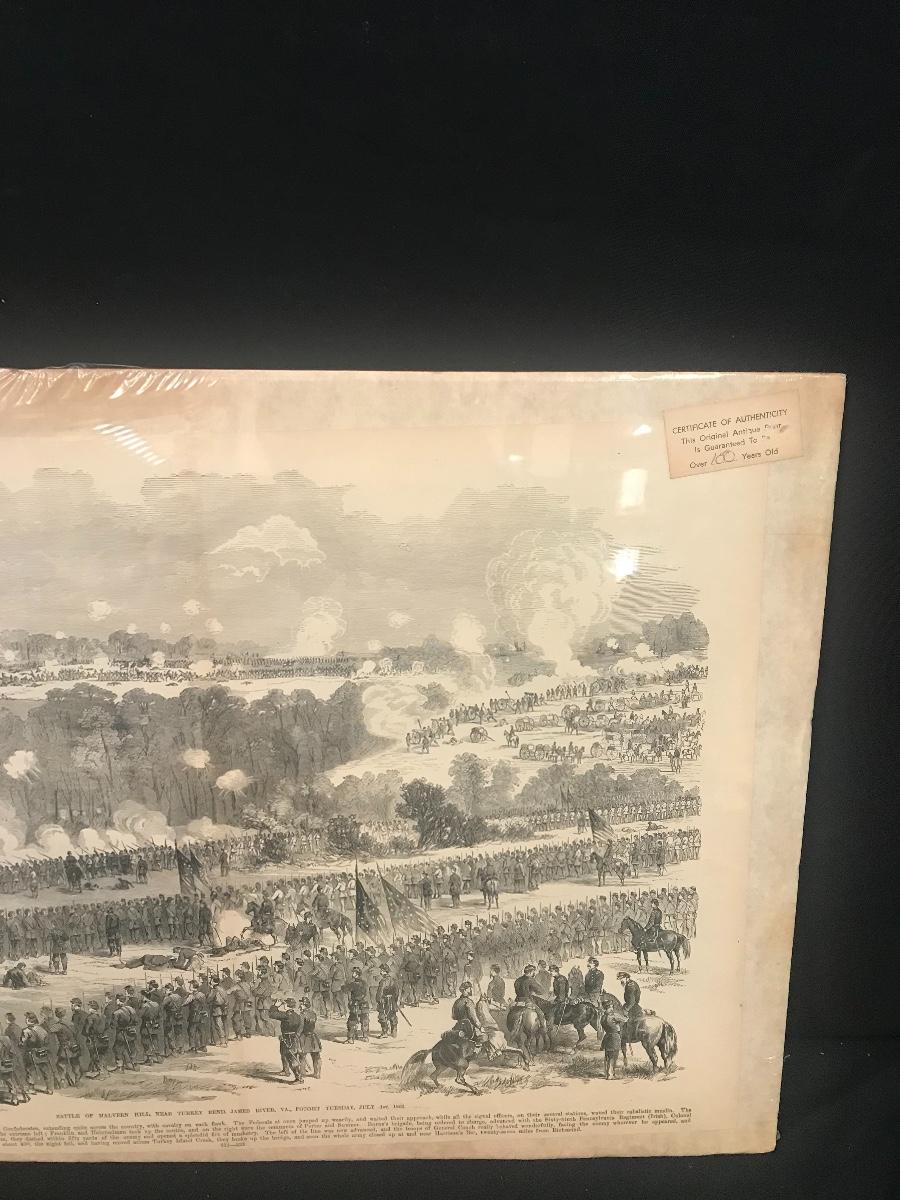 CERTIFICATE OF AUTHENTICITY
This Original Antique
Is Guaranteed To
Over 100 Years Old
BATTLE OF MALVERN HILL, NEAR TURKEY BEND, JAMES RIVER, VA., FOUGHT TUESDAY, JULY 1ST, 1862.
The
Confederates, extending quite across the country, with cavalry on each flank. The Federals at once jumped up wearily, and waited their approach, while all the signal officers, on their several stations, waved their cabalistic muslin.
extreme left; Franklin and Heintzelman took up the centre, and on the right were the commands of Porter and Sumner. Burns's brigade, being ordered to charge, advanced with the Sixty-ninth Pennsylvania Regiment (Irish), Colonel
they dashed within fifty yards of the enemy and opened a splendid fire of musketry. The left of the line was now advanced, and the troops of General Couch really behaved wonderfully, facing the enemy wherever he appeared, and
about the night fell, and having moved across Turkey Island Creek, they broke up the bridge, and soon the whole army closed up at and near Harrison's Bar, twenty-seven miles from Richmond.